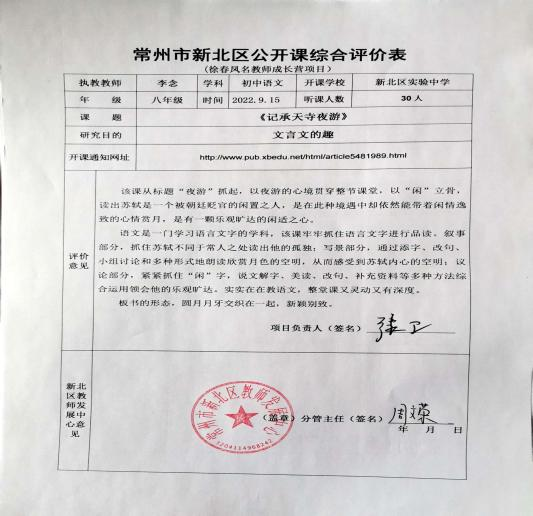 常州市新北区公开课综合评价表
（徐春风名教师成长营项目）
执教教师 李念 学科 初中语文 开课学校 新北区实验中学
年级 八年级 时间 2022.9.15 听课人数 30人
课题 《记承天寺夜游》
研究目的 文言文的趣
开课通知网址 http://www.pub.xbedu.net/html/article5481989.html
评价意见
该课从标题“夜游”抓起，以夜游的心境贯穿整节课堂，以“闲”立骨，
读出苏轼是一个被朝廷贬官的闲置之人，是在此种境遇中却依然能带着闲情逸
致的心情赏月，是有一颗乐观旷达的闲适之心。
语文是一门学习语言文字的学科，该课牢牢抓住语言文字进行品读。叙事
部分，抓住苏轼不同于常人之处读出他的孤独；写景部分，通过添字、改句、
小组讨论和多种形式地朗读欣赏月色的空明，从而感受到苏轼内心的空明；议
论部分，紧紧抓住“闲”字，说文解字、美读、改句、补充资料等多种方法综
合运用领会他的乐观旷达。实实在在教语文，整堂课又灵动又有深度。
板书的形态，圆月月牙交织在一起，新颖别致。
项目负责人（签名）
新北区教师发展中心意见
常州市新北区教师发展中心
3204114968242
（盖章）分管主任（签名）周文荣
年 月 日